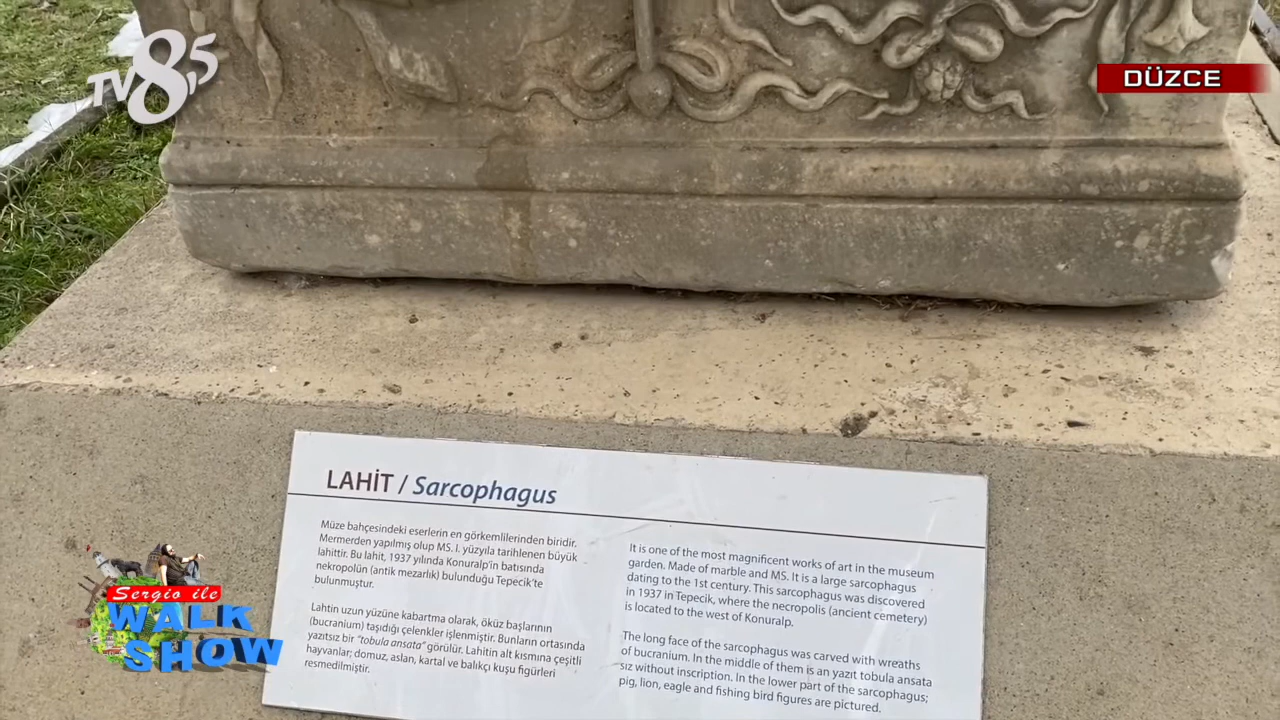 TV8,5
DÜZCE
LAHİT / Sarcophagus
Müze bahçesindeki eserlerin en görkemlilerinden biridir.
Mermerden yapılmış olup MS. I. yüzyıla tarihlenen büyük
lahittir. Bu lahit, 1937 yılında Konuralp'in batısında
nekropolün (antik mezarlık) bulunduğu Tepecik'te
bulunmuştur.
Lahtin uzun yüzüne kabartma olarak, öküz başlarının
(bucranium) taşıdığı çelenkler işlenmiştir. Bunların ortasında
yazıtsız bir "tobula ansata" görülür. Lahitin alt kısmına çeşitli
hayvanlar; domuz, aslan, kartal ve balıkçı kuşu figürleri
resmedilmiştir.
It is one of the most magnificent works of art in the museum
garden. Made of marble and MS. It is a large sarcophagus
dating to the 1st century. This sarcophagus was discovered
in 1937 in Tepecik, where the necropolis (ancient cemetery)
is located to the west of Konuralp.
The long face of the sarcophagus was carved with wreaths
of bucranium. In the middle of them is an yazıt tobula ansata
sız without inscription. In the lower part of the sarcophagus;
pig, lion, eagle and fishing bird figures are pictured.
Sergio ile
WALK
SHOW